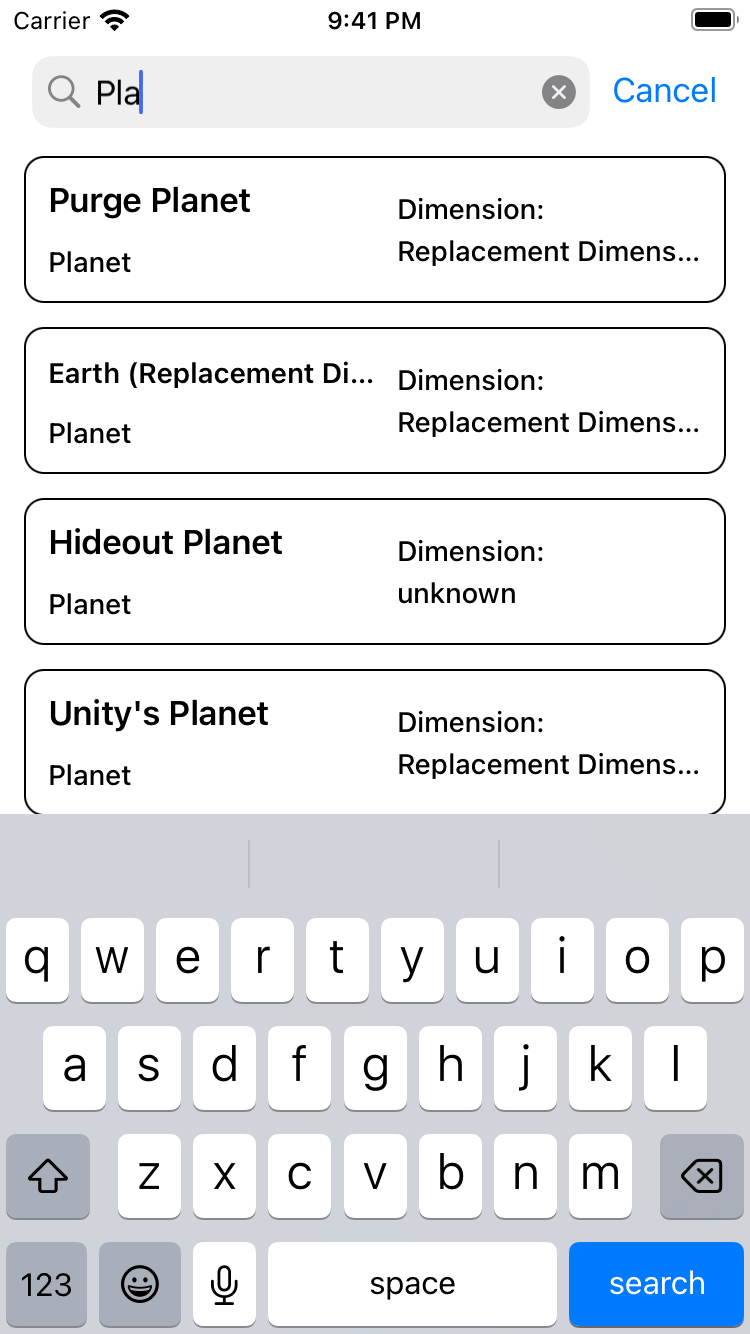 Carrier 9:41 PM
Pla Cancel
Purge Planet
Planet
Dimension:
Replacement Dimens...
Earth (Replacement Di...
Planet
Dimension:
Replacement Dimens...
Hideout Planet
Planet
Dimension:
unknown
Unity's Planet
Planet
Dimension:
Replacement Dimens...
q w e r t y u i o p
a s d f g h j k l
z x c v b n m
123 space search